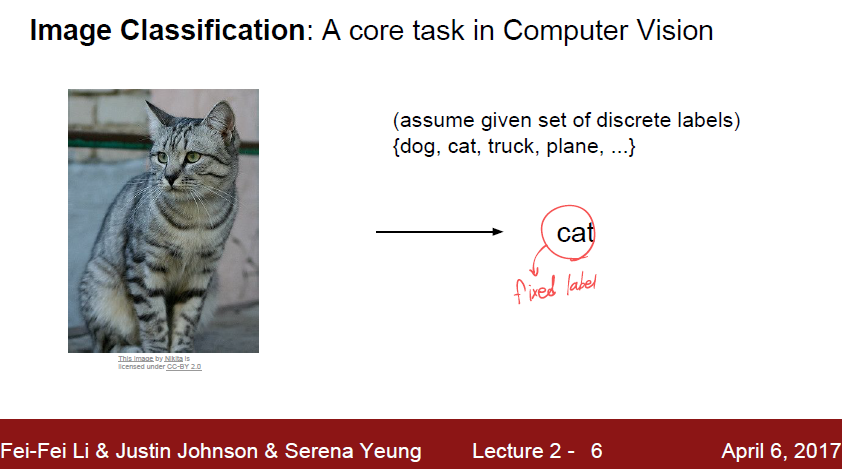 Image Classification: A core task in Computer Vision
(assume given set of discrete labels)
{dog, cat, truck, plane, ...}
cat
fixed label
This image by Nikita is
licensed under CC-BY 2.0
Fei-Fei Li & Justin Johnson & Serena Yeung Lecture 2 - 6 April 6, 2017